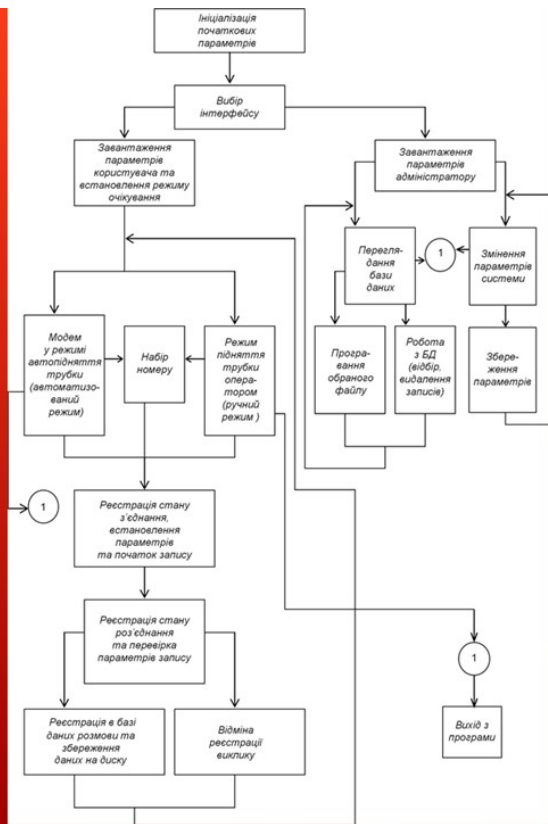 Ініціалізація
початкових
параметрів
Вибір
інтерфейсу
Завантаження
параметрів
користувача та
встановлення режиму
очікування
Завантаження
параметрів
адміністратору
Перегля-
дання
бази
даних
1
Змінення
параметрів
системи
Модем
у режимі
автопідняття
трубки
(автоматизо-
ваний
режим)
Набір
номеру
Режим
підняття
трубки
опера-
тором
(ручний
режим )
Програ-
вання
обраного
файлу
Робота
з БД
(відбір,
видалення
записів)
Збере-
ження
параметрів
1
Реєстрація стану
з'єднання,
встановлення
параметрів
та початок запису
Реєстрація стану
роз'єднання
та перевірка
параметрів запису
1
Реєстрація в базі
даних розмови та
збереження
даних на диску
Відміна
реєстрації
виклику
Вихід з
програми